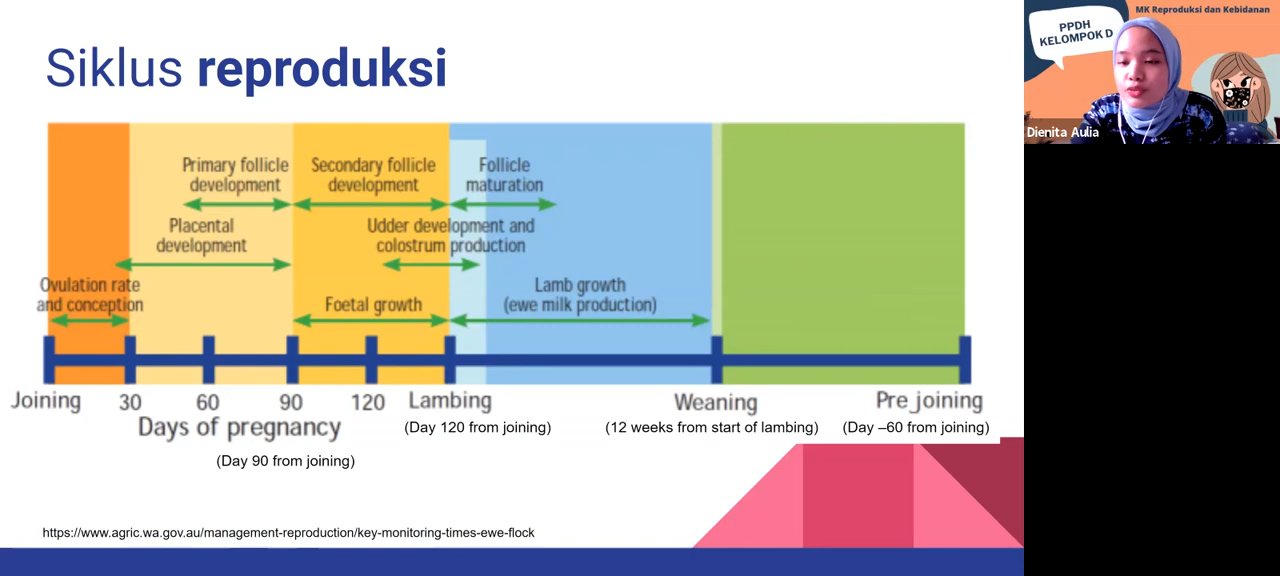 Siklus reproduksi
Primary follicle
development
Secondary follicle
development
Follicle
maturation
Placental
development
Udder development and
colostrum production
Ovulation rate
and conception
Foetal growth
Lamb growth
(ewe milk production)
Joining
30
60
90
120
Lambing
Weaning
Pre joining
Days of pregnancy
(Day 120 from joining)
(12 weeks from start of lambing)
(Day –60 from joining)
(Day 90 from joining)
https://www.agric.wa.gov.au/management-reproduction/key-monitoring-times-ewe-flock
MK Reproduksi dan Kebidanan
PPDH
KELOMPOK D
Dienita Aulia